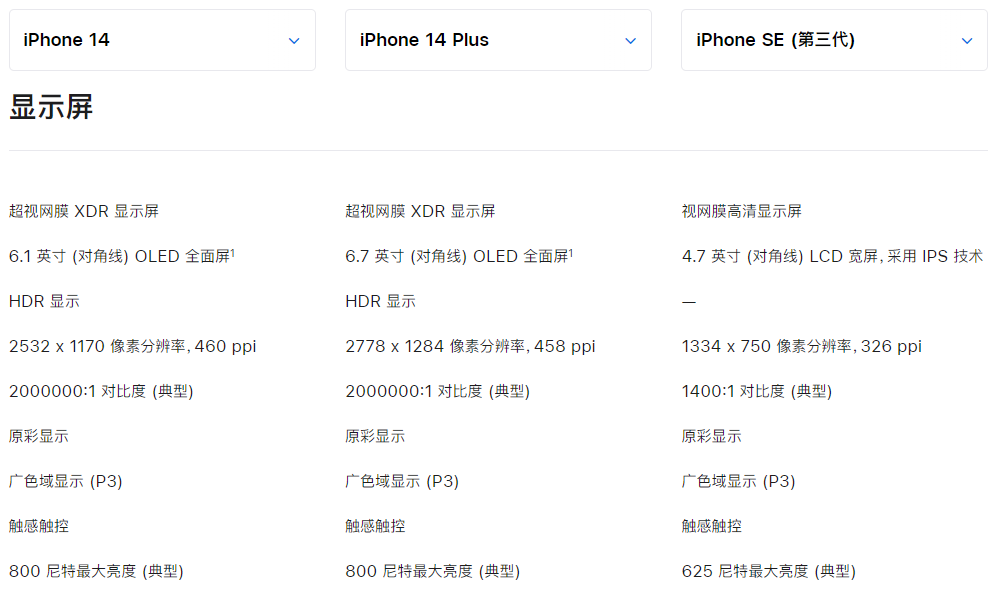 iPhone 14 iPhone 14 Plus iPhone SE (第三代)
显示屏
超视网膜 XDR 显示屏 超视网膜 XDR 显示屏 视网膜高清显示屏
6.1 英寸 (对角线) OLED 全面屏¹ 6.7 英寸 (对角线) OLED 全面屏¹ 4.7 英寸 (对角线) LCD 宽屏, 采用 IPS 技术
HDR 显示 HDR 显示 —
2532 x 1170 像素分辨率, 460 ppi 2778 x 1284 像素分辨率, 458 ppi 1334 x 750 像素分辨率, 326 ppi
2000000:1 对比度 (典型) 2000000:1 对比度 (典型) 1400:1 对比度 (典型)
原彩显示 原彩显示 原彩显示
广色域显示 (P3) 广色域显示 (P3) 广色域显示 (P3)
触感触控 触感触控 触感触控
800 尼特最大亮度 (典型) 800 尼特最大亮度 (典型) 625 尼特最大亮度 (典型)